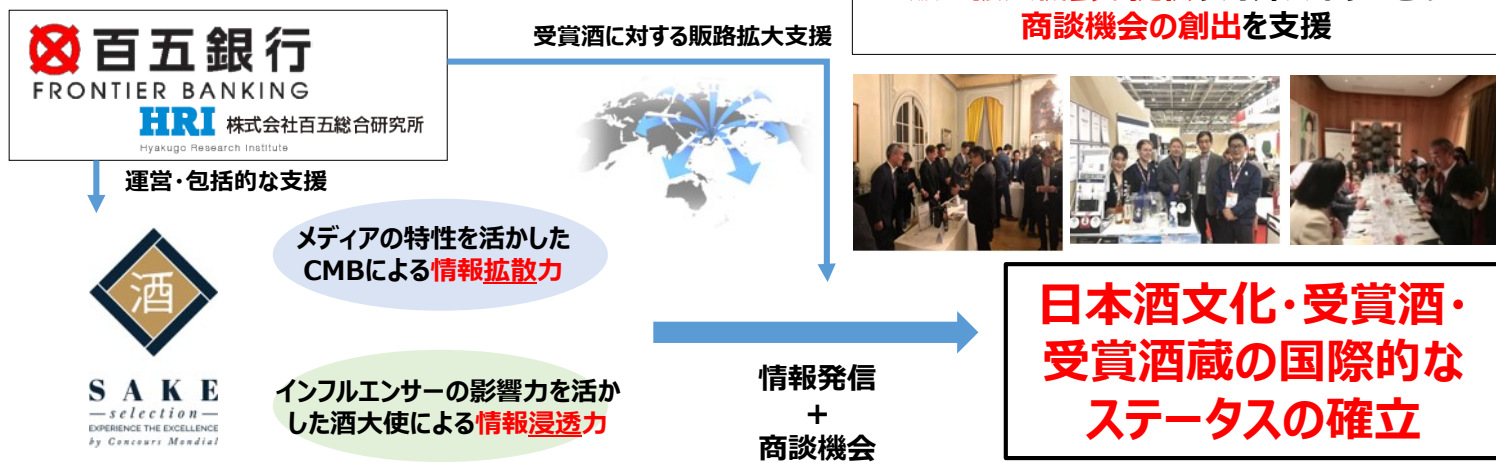 商談機会の創出を支援
百五銀行
FRONTIER BANKING
HRI 株式会社百五総合研究所
Hyakugo Research Institute
受賞酒に対する販路拡大支援
運営・包括的な支援
酒
SAKE
selection
EXPERIENCE THE EXCELLENCE
by Concours Mondial
メディアの特性を活かした
CMBによる情報拡散力
インフルエンサーの影響力を活か
した酒大使による情報浸透力
情報発信
+
商談機会
日本酒文化・受賞酒・
受賞酒蔵の国際的な
ステータスの確立